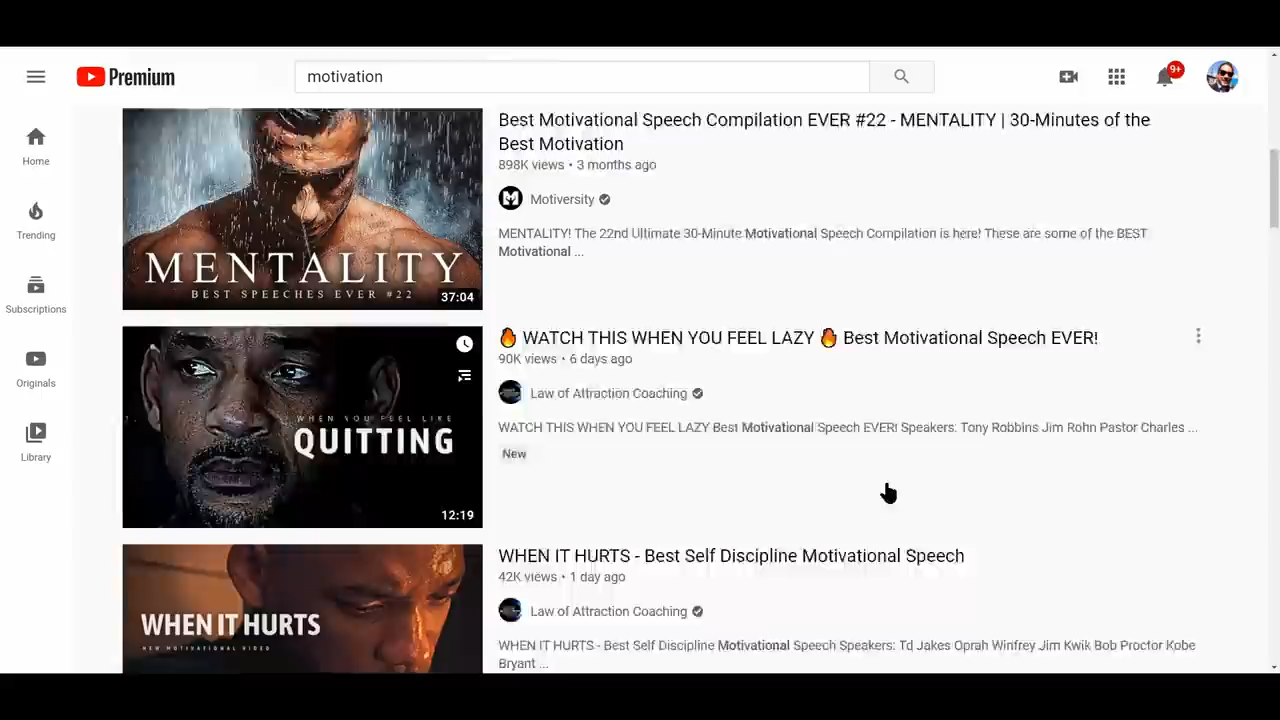 Premium
motivation
9+
Home
Trending
Subscriptions
Originals
Library
MENTALITY
BEST SPEECHES EVER #22
37:04
Best Motivational Speech Compilation EVER #22 - MENTALITY | 30-Minutes of the
Best Motivation
898K views • 3 months ago
Motiversity
MENTALITY! The 22nd Ultimate 30-Minute Motivational Speech Compilation is here! These are some of the BEST
Motivational ...
WHEN YOU FEEL LIKE
QUITTING
12:19
🔥 WATCH THIS WHEN YOU FEEL LAZY 🔥 Best Motivational Speech EVER!
90K views • 6 days ago
Law of Attraction Coaching
WATCH THIS WHEN YOU FEEL LAZY Best Motivational Speech EVER! Speakers: Tony Robbins Jim Rohn Pastor Charles ...
New
WHEN IT HURTS
NEW MOTIVATIONAL VIDEO
WHEN IT HURTS - Best Self Discipline Motivational Speech
42K views • 1 day ago
Law of Attraction Coaching
WHEN IT HURTS - Best Self Discipline Motivational Speech Speakers: Td Jakes Oprah Winfrey Jim Kwik Bob Proctor Kobe
Bryant ...